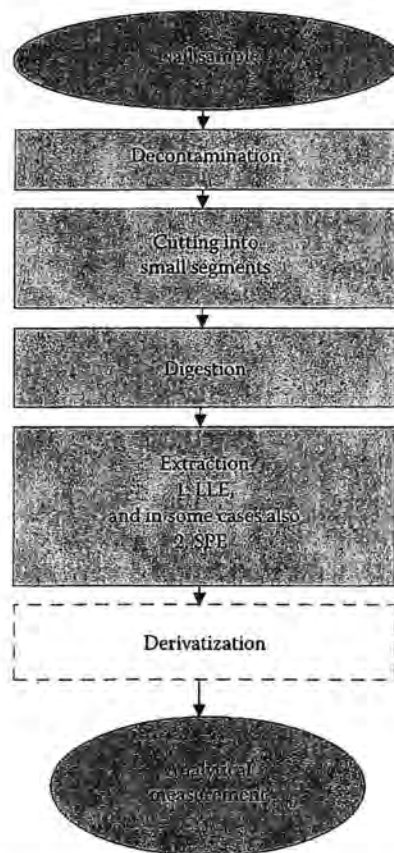 Nail sample
Decontamination
Cutting into
small segments
Digestion
Extraction:
1. LLE,
and in some cases also
2. SPE
Derivatization
Analytical
measurement